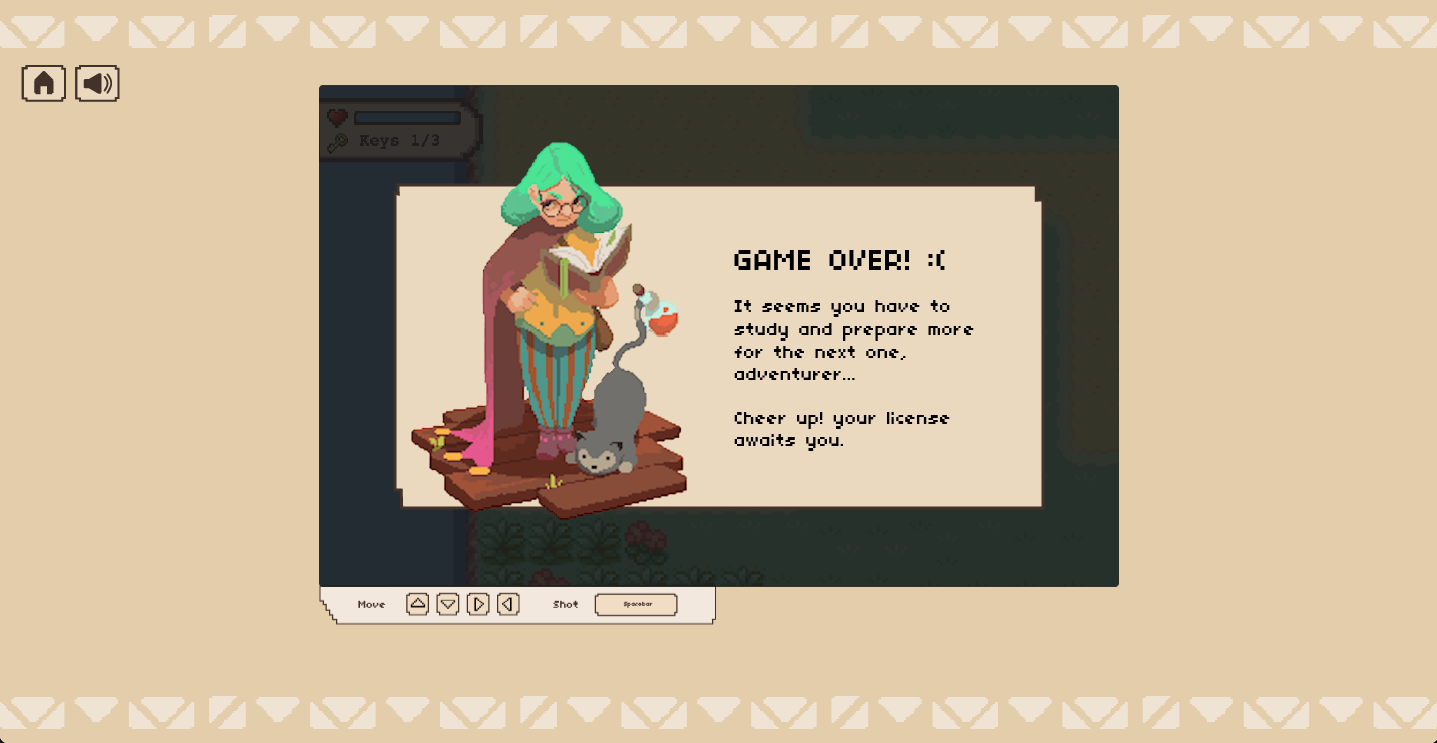 Keys 1/3
GAME OVER! :(
It seems you have to
study and prepare more
for the next one,
adventurer...
Cheer up! your license
awaits you.
Move
Shot
Spacebar